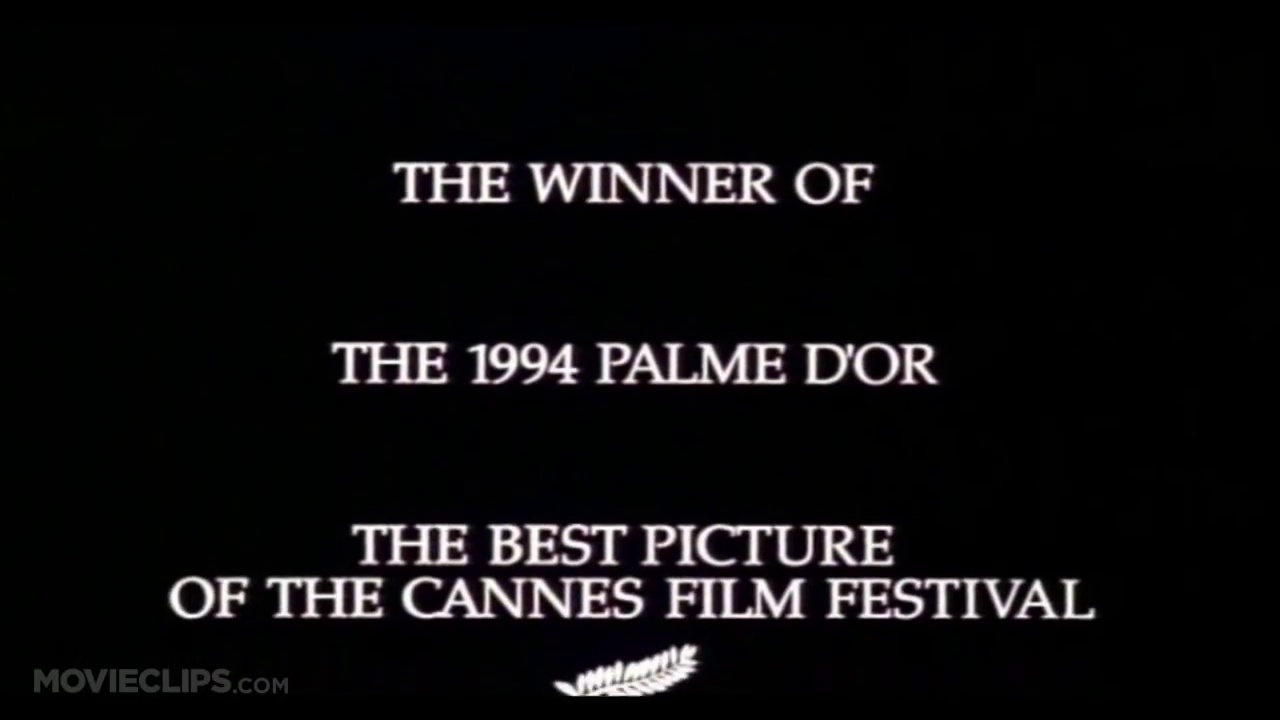 THE WINNER OF
THE 1994 PALME D'OR
THE BEST PICTURE
OF THE CANNES FILM FESTIVAL
MOVIECLIPS.COM